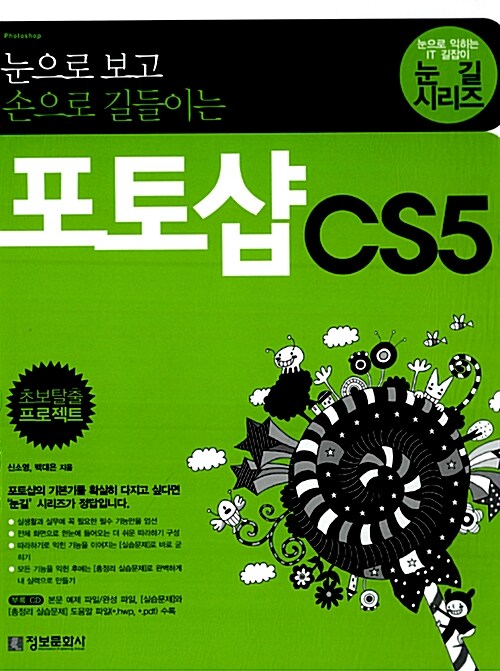 Photoshop
눈으로 보고
손으로 길들이는
눈으로 익히는
IT 길잡이
눈 길
시리즈
포토샵 CS5
초보탈출
프로젝트
신소영, 백대은 지음
포토샵의 기본기를 확실히 다지고 싶다면
"눈길" 시리즈가 정답입니다.
실생활과 실무에 꼭 필요한 필수 기능만을 엄선
전체 화면으로 한눈에 들어오는 더 쉬운 따라하기 구성
따라하기로 익힌 기능을 이어지는 [실습문제]로 바로 굳
히기
모든 기능을 익힌 후에는 [총정리 실습문제]로 완벽하게
내 실력으로 만들기
부록 CD 본문 예제 파일/완성 파일, [실습문제]와
[총정리 실습문제] 도움말 파일(*.hwp, *.pdf) 수록
정보문화사